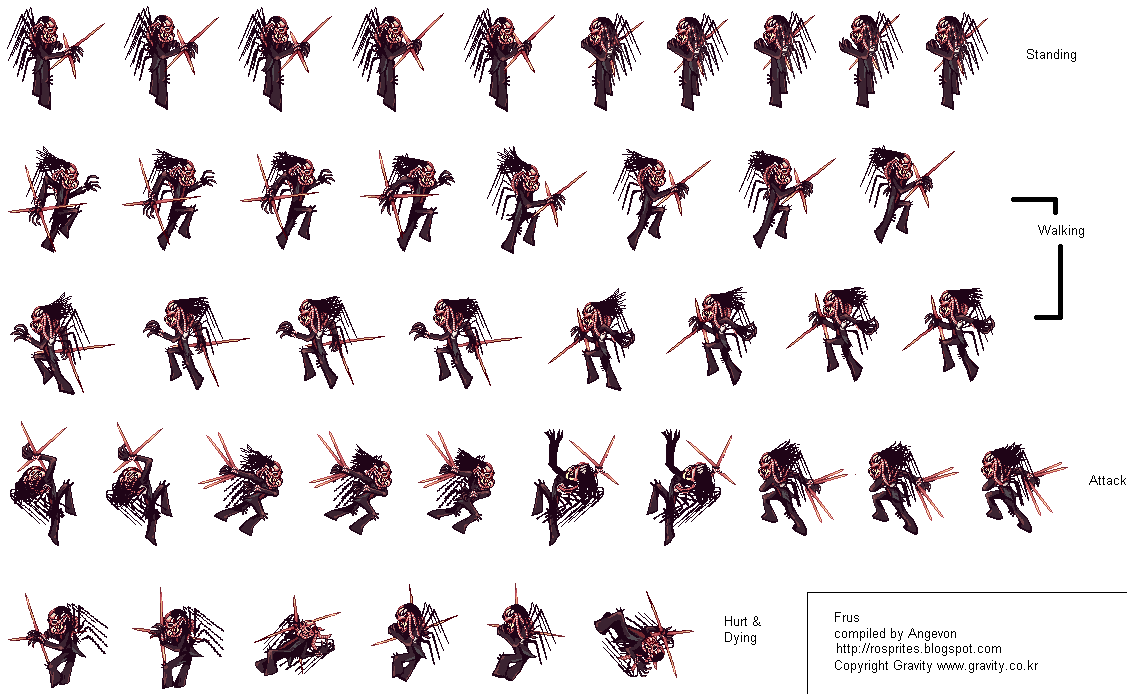 Standing
Walking
Attack
Hurt &
Dying
Frus
compiled by Angevon
http://rosprites.blogspot.com
Copyright Gravity www.gravity.co.kr